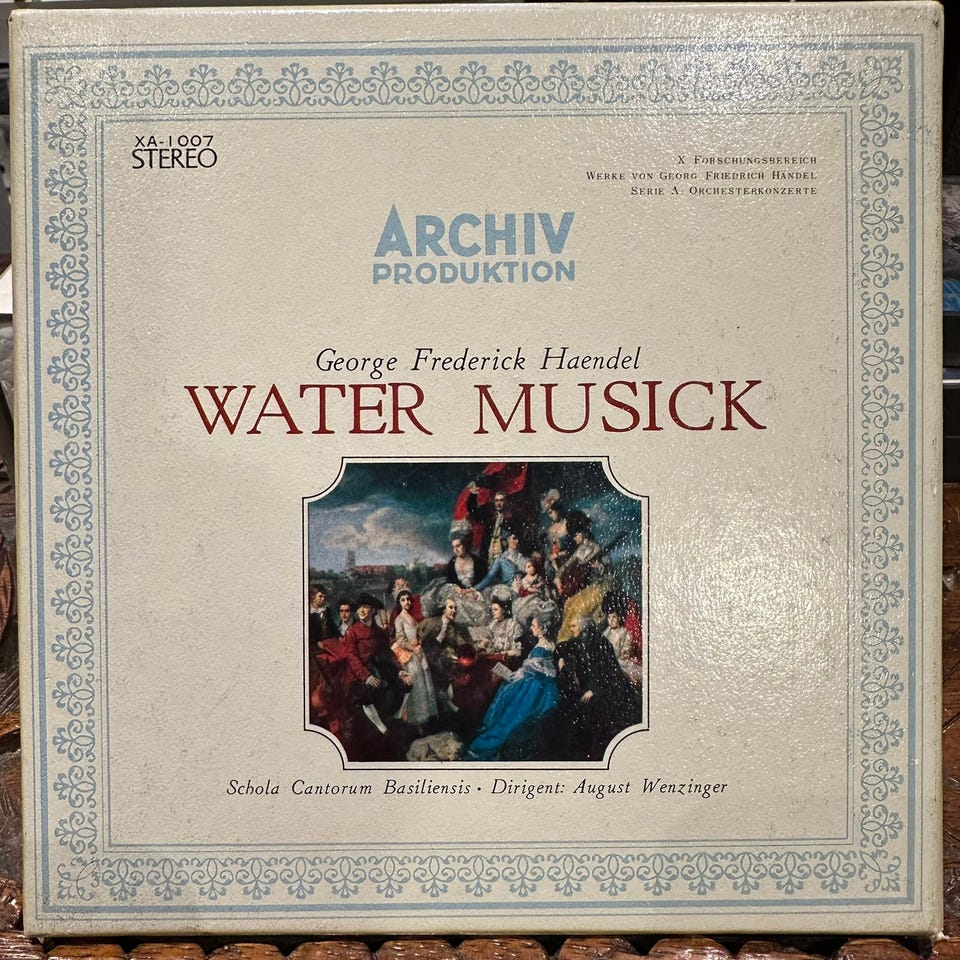 XA-1007
STEREO
X Forschungsbereich
Werke von Georg Friedrich Händel
Serie A: Orchesterkonzerte
ARCHIV
PRODUKTION
George Frederick Haendel
WATER MUSICK
Schola Cantorum Basiliensis · Dirigent: August Wenzinger